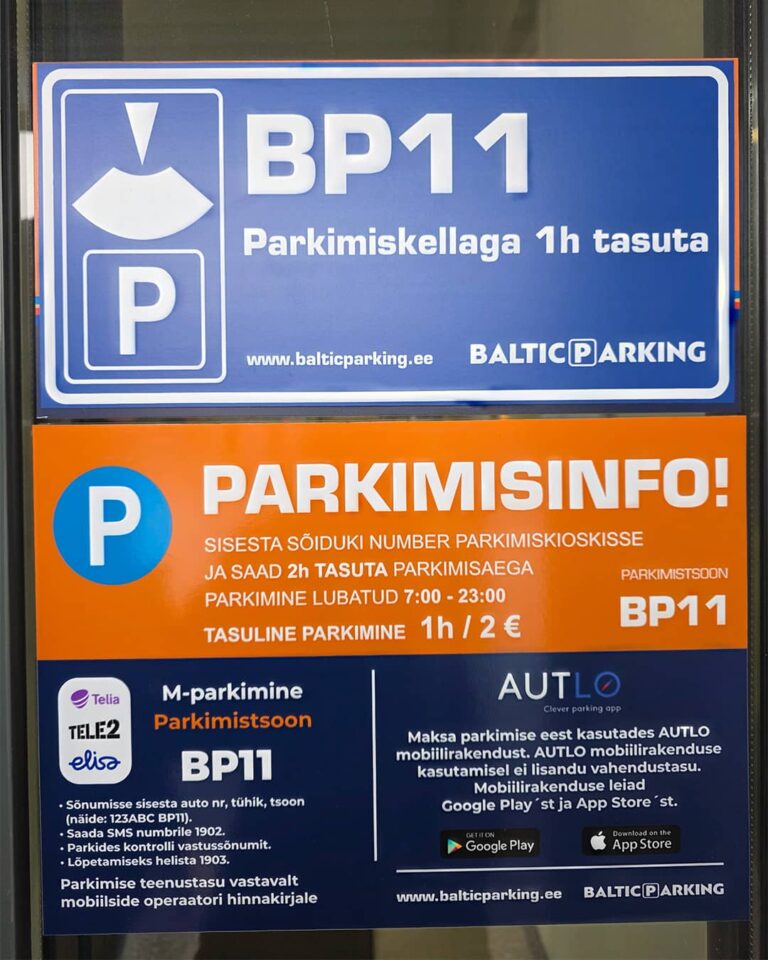 BP11
Parkimiskellaga 1h tasuta
P
www.balticparking.ee
BALTIC PARKING
P
PARKIMISINFO!
SISESTA SÕIDUKI NUMBER PARKIMISKIOSKISSE
JA SAAD 2h TASUTA PARKIMISAEGA
PARKIMINE LUBATUD 7:00 - 23:00
TASULINE PARKIMINE 1h / 2 €
PARKIMISTSOON
BP11
Telia
TELE2
elisa
M-parkimine
Parkimistsoon
BP11
• Sõnumisse sisesta auto nr, tühik, tsoon
(näide: 123ABC BP11).
• Saada SMS numbrile 1902.
• Parkides kontrolli vastussõnumit.
• Lõpetamiseks helista 1903.
Parkimise teenustasu vastavalt
mobiilside operaatori hinnakirjale
AUTLO
Clever parking app
Maksa parkimise eest kasutades AUTLO
mobiilirakendust. AUTLO mobiilirakenduse
kasutamisel ei lisandu vahendustasu.
Mobiilirakenduse leiad
Google Play´st ja App Store´st.
GET IT ON
Google Play
Download on the
App Store
www.balticparking.ee
BALTIC PARKING